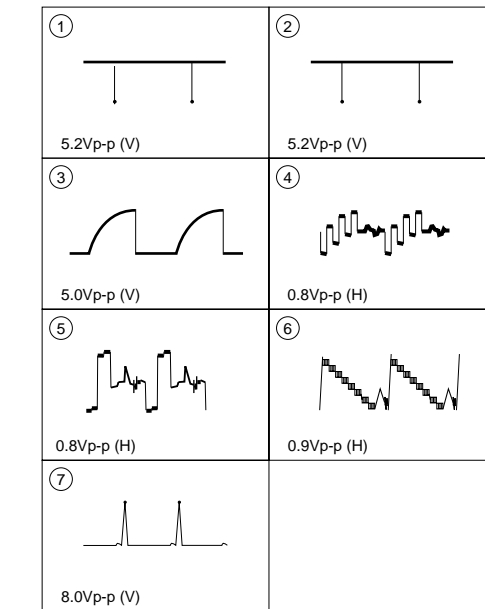 ① ②
5.2Vp-p (V) 5.2Vp-p (V)
③ ④
5.0Vp-p (V) 0.8Vp-p (H)
⑤ ⑥
0.8Vp-p (H) 0.9Vp-p (H)
⑦
8.0Vp-p (V)